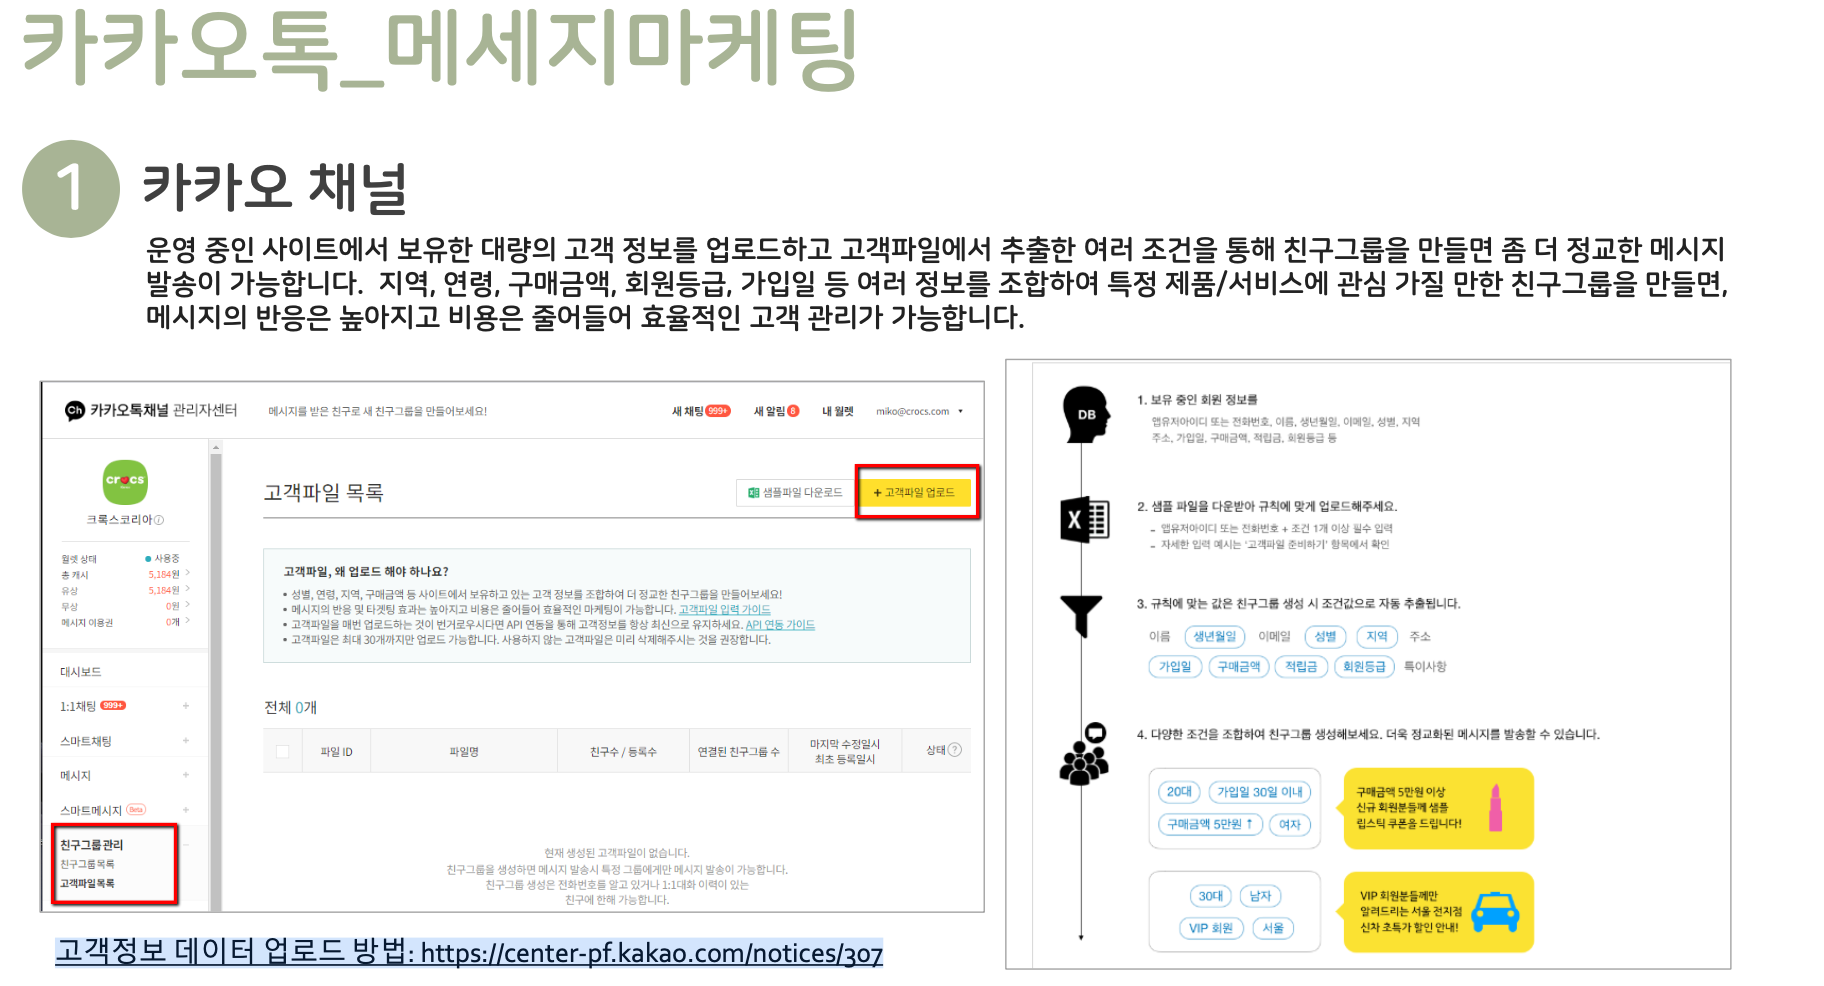 카카오톡_메세지마케팅
1 카카오 채널
운영 중인 사이트에서 보유한 대량의 고객 정보를 업로드하고 고객파일에서 추출한 여러 조건을 통해 친구그룹을 만들면 좀 더 정교한 메시지
발송이 가능합니다. 지역, 연령, 구매금액, 회원등급, 가입일 등 여러 정보를 조합하여 특정 제품/서비스에 관심 가질 만한 친구그룹을 만들면,
메시지의 반응은 높아지고 비용은 줄어들어 효율적인 고객 관리가 가능합니다.
Ch 카카오톡채널 관리자센터
메시지를 받은 친구로 새 친구그룹을 만들어보세요!
새 채팅 999+ 새 알림 8 내 월렛 miko@crocs.com
crocs
크록스코리아
월렛 상태 사용중
총 캐시 5,184원
유상 5,184원
무상 0원
메시지 이용권 0개
대시보드
1:1채팅 999+
스마트채팅
메시지
스마트메시지 Beta
친구그룹 관리
친구그룹 목록
고객파일 목록
고객파일 목록
샘플파일 다운로드
+ 고객파일 업로드
고객파일, 왜 업로드 해야 하나요?
▪ 성별, 연령, 지역, 구매금액 등 사이트에서 보유하고 있는 고객 정보를 조합하여 더 정교한 친구그룹을 만들어보세요!
▪ 메시지의 반응 및 타겟팅 효과는 높아지고 비용은 줄어들어 효율적인 마케팅이 가능합니다. 고객파일 입력 가이드
▪ 고객파일을 매번 업로드하는 것이 번거로우시다면 API 연동을 통해 고객정보를 항상 최신으로 유지하세요. API 연동 가이드
▪ 고객파일은 최대 30개까지만 업로드 가능합니다. 사용하지 않는 고객파일은 미리 삭제해주시는 것을 권장합니다.
전체 0개
파일 ID
파일명
친구수 / 등록수
연결된 친구그룹 수
마지막 수정일시
최초 등록일시
상태 ?
현재 생성된 고객파일이 없습니다.
친구그룹을 생성하면 메시지 발송시 특정 그룹에게만 메시지 발송이 가능합니다.
친구그룹 생성은 전화번호를 알고 있거나 1:1대화 이력이 있는
친구에 한해 가능합니다.
고객정보 데이터 업로드 방법: https://center-pf.kakao.com/notices/307
DB
1. 보유 중인 회원 정보를
앱유저아이디 또는 전화번호, 이름, 생년월일, 이메일, 성별, 지역
주소, 가입일, 구매금액, 적립금, 회원등급 등
X
2. 샘플 파일을 다운받아 규칙에 맞게 업로드해주세요.
– 앱유저아이디 또는 전화번호 + 조건 1개 이상 필수 입력
– 자세한 입력 예시는 '고객파일 준비하기' 항목에서 확인
3. 규칙에 맞는 값은 친구그룹 생성 시 조건값으로 자동 추출됩니다.
이름 생년월일 이메일 성별 지역 주소
가입일 구매금액 적립금 회원등급 특이사항
4. 다양한 조건을 조합하여 친구그룹 생성해보세요. 더욱 정교화된 메시지를 발송할 수 있습니다.
20대 가입일 30일 이내
구매금액 5만원 ↑ 여자
구매금액 5만원 이상
신규 회원분들께 샘플
립스틱 쿠폰을 드립니다!
30대 남자
VIP 회원 서울
VIP 회원분들께만
알려드리는 서울 전지점
신차 초특가 할인 안내!